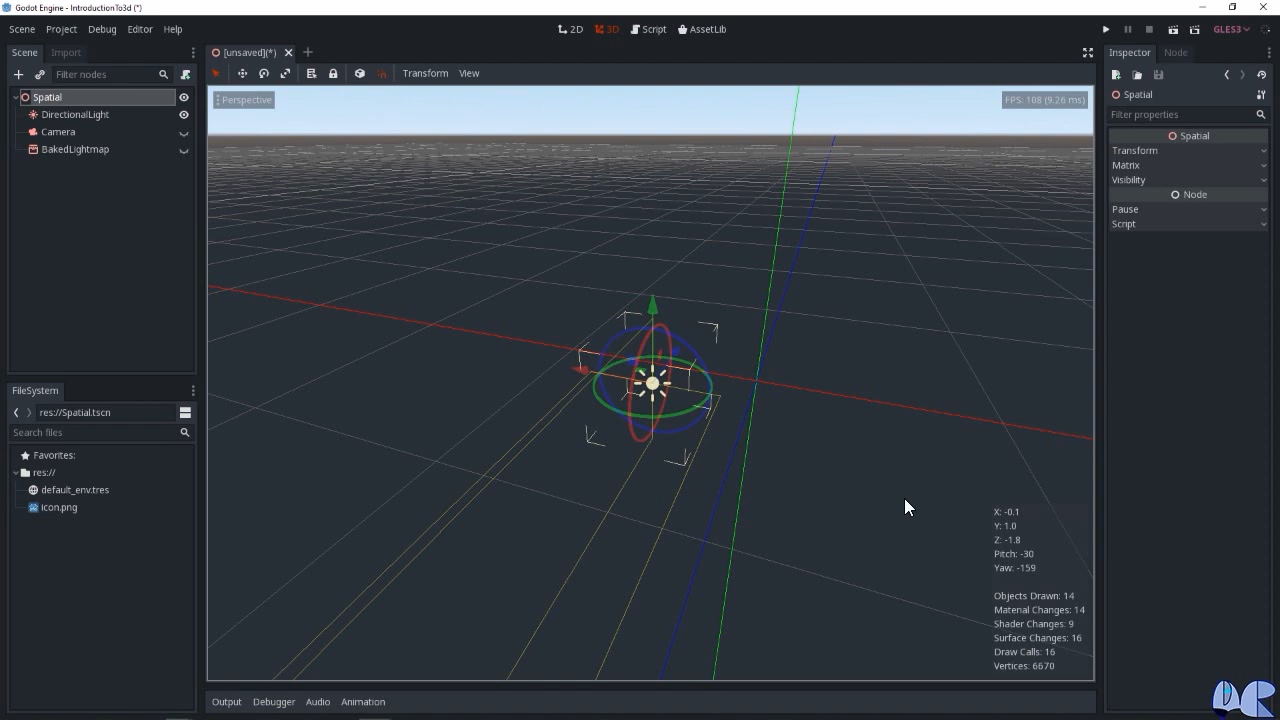 Godot Engine - IntroductionTo3d (*)
Scene Project Debug Editor Help
2D 3D Script AssetLib
GLES3
Scene Import
[unsaved](*)
Inspector Node
Filter nodes
Transform View
Spatial
DirectionalLight
Camera
BakedLightmap
Perspective
FPS: 108 (9.26 ms)
Spatial
Filter properties
Spatial
Transform
Matrix
Visibility
Node
Pause
Script
FileSystem
res://Spatial.tscn
Search files
Favorites:
res://
default_env.tres
icon.png
X: -0.1
Y: 1.0
Z: -1.8
Pitch: -30
Yaw: -159
Objects Drawn: 14
Material Changes: 14
Shader Changes: 9
Surface Changes: 16
Draw Calls: 16
Vertices: 6670
Output Debugger Audio Animation